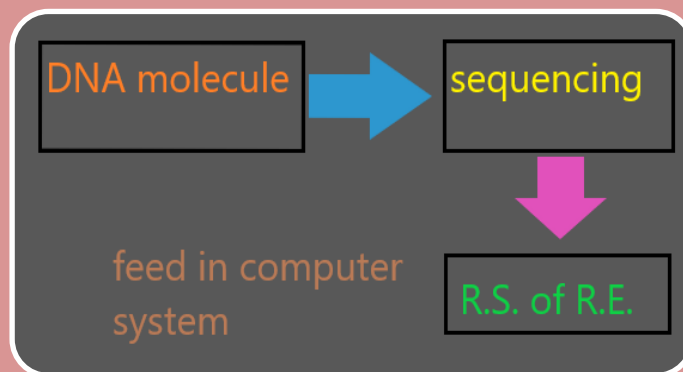 DNA molecule
sequencing
feed in computer
system
R.S. of R.E.